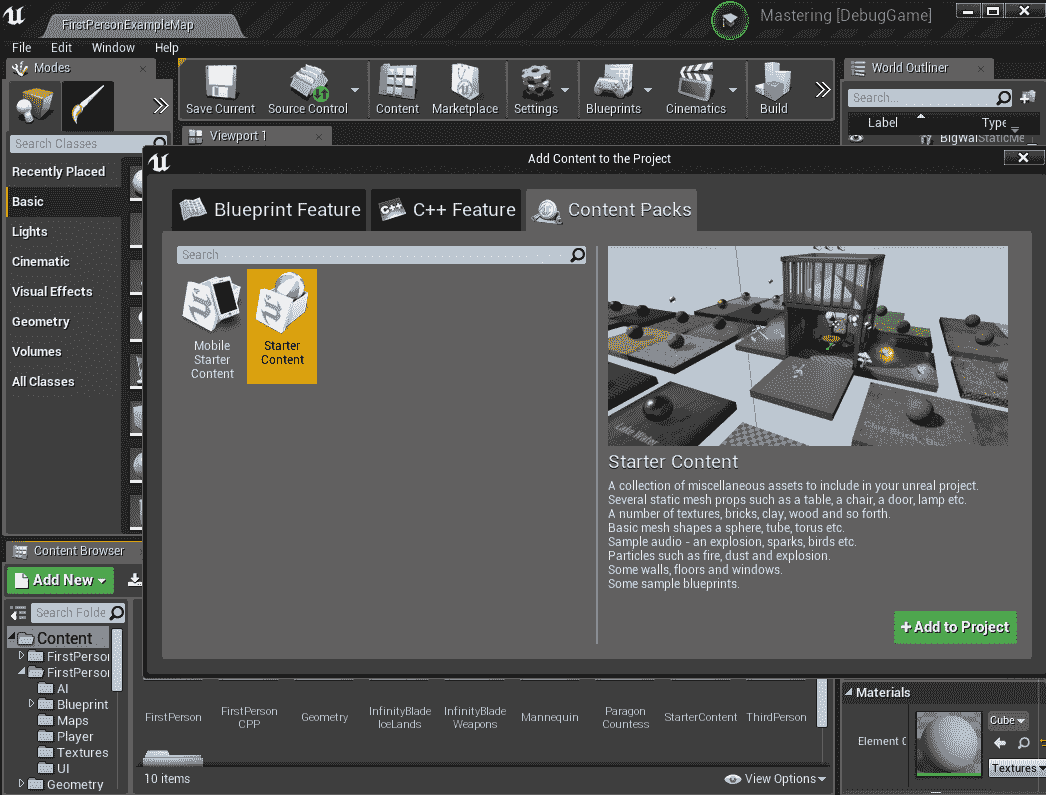 FirstPersonExampleMap
Mastering [DebugGame]
File Edit Window Help
Modes
Save Current Source Control Content Marketplace Settings Blueprints Cinematics Build
World Outliner
Search...
Label Type
BigWal StaticMe
Viewport 1
Search Classes
Recently Placed
Basic
Lights
Cinematic
Visual Effects
Geometry
Volumes
All Classes
Add Content to the Project
Blueprint Feature C++ Feature Content Packs
Search
Mobile
Starter
Content
Starter
Content
Lake Water
Clay Brick
Starter Content
A collection of miscellaneous assets to include in your unreal project.
Several static mesh props such as a table, a chair, a door, lamp etc.
A number of textures, bricks, clay, wood and so forth.
Basic mesh shapes a sphere, tube, torus etc.
Sample audio - an explosion, sparks, birds etc.
Particles such as fire, dust and explosion.
Some walls, floors and windows.
Some sample blueprints.
+Add to Project
Content Browser
Add New
Search Folde
Content
FirstPerson
FirstPerson
AI
Blueprint
Maps
Player
Textures
UI
Geometry
FirstPerson
FirstPerson
CPP
Geometry
InfinityBlade
IceLands
InfinityBlade
Weapons
Mannequin
Paragon
Countess
StarterContent
ThirdPerson
10 items
View Options
Materials
Element 0
Cube
Textures